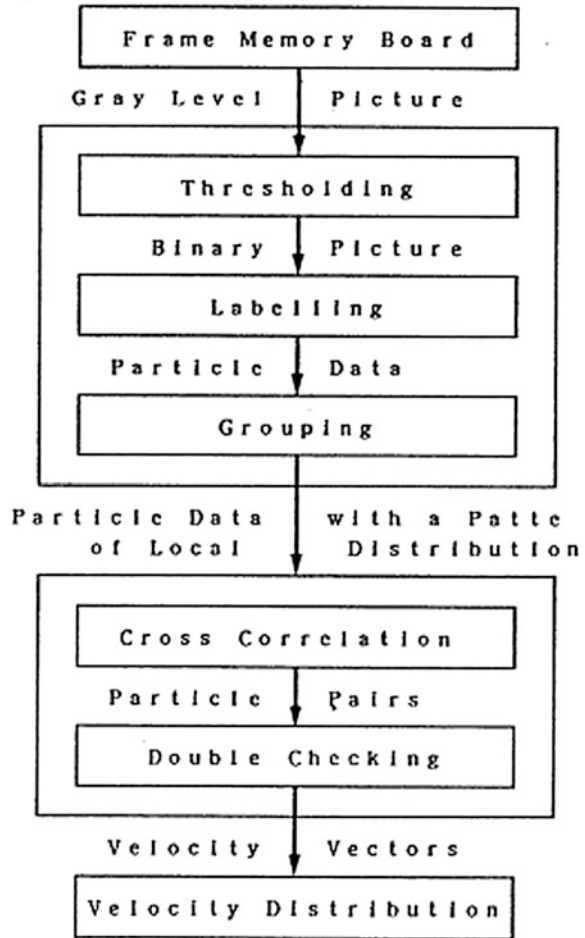 Frame Memory Board
Gray Level Picture
Thresholding
Binary Picture
Labelling
Particle Data
Grouping
Particle Data with a Patte
of Local Distribution
Cross Correlation
Particle Pairs
Double Checking
Velocity Vectors
Velocity Distribution